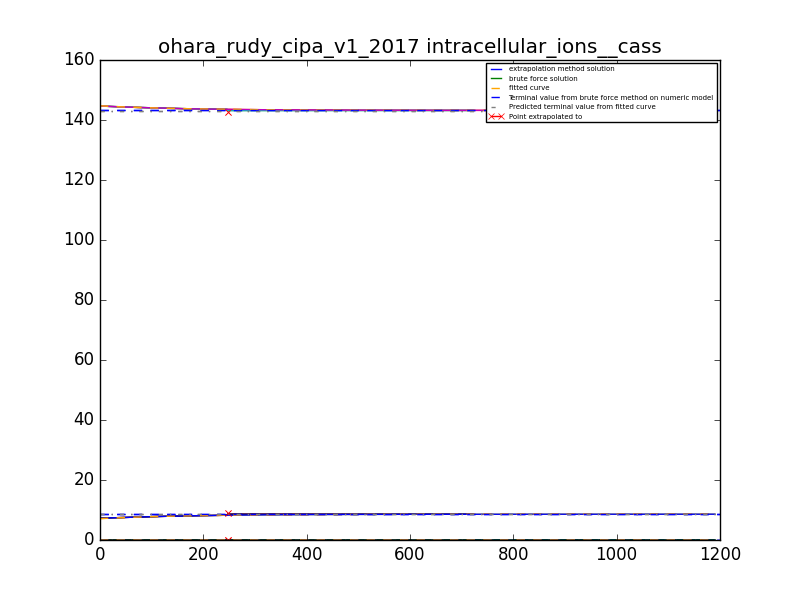 ohara_rudy_cipa_v1_2017 intracellular_ions__cass
160
140
120
100
80
60
40
20
0
extrapolation method solution
brute force solution
fitted curve
Terminal value from brute force method on numeric model
Predicted terminal value from fitted curve
Point extrapolated to
0 200 400 600 800 1000 1200